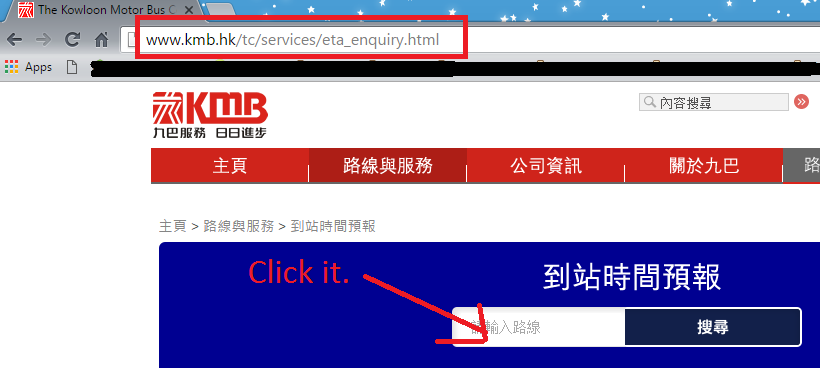 The Kowloon Motor Bus C
www.kmb.hk/tc/services/eta_enquiry.html
Apps
KMB
九巴服務 日日進步
內容搜尋
主頁 路線與服務 公司資訊 關於九巴 路
主頁 > 路線與服務 > 到站時間預報
Click it.
到站時間預報
請輸入路線 搜尋